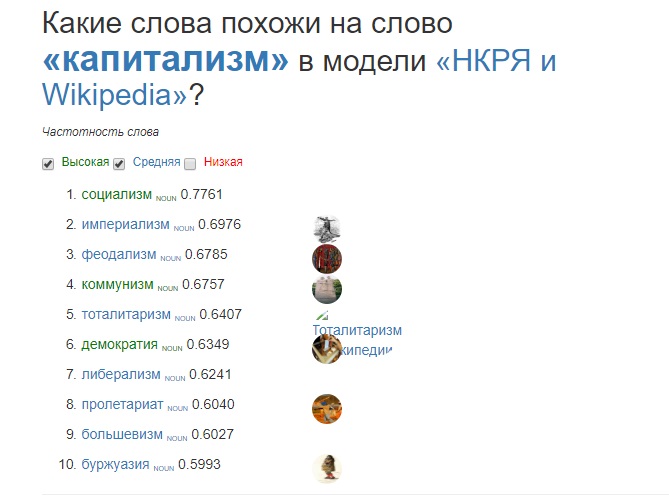 Какие слова похожи на слово
«капитализм» в модели «НКРЯ и
Wikipedia»?
Частотность слова
Высокая Средняя Низкая
1. социализм NOUN 0.7761
2. империализм NOUN 0.6976
3. феодализм NOUN 0.6785
4. коммунизм NOUN 0.6757
5. тоталитаризм NOUN 0.6407
Тоталитаризм
6. демократия NOUN 0.6349
7. либерализм NOUN 0.6241
8. пролетариат NOUN 0.6040
9. большевизм NOUN 0.6027
10. буржуазия NOUN 0.5993